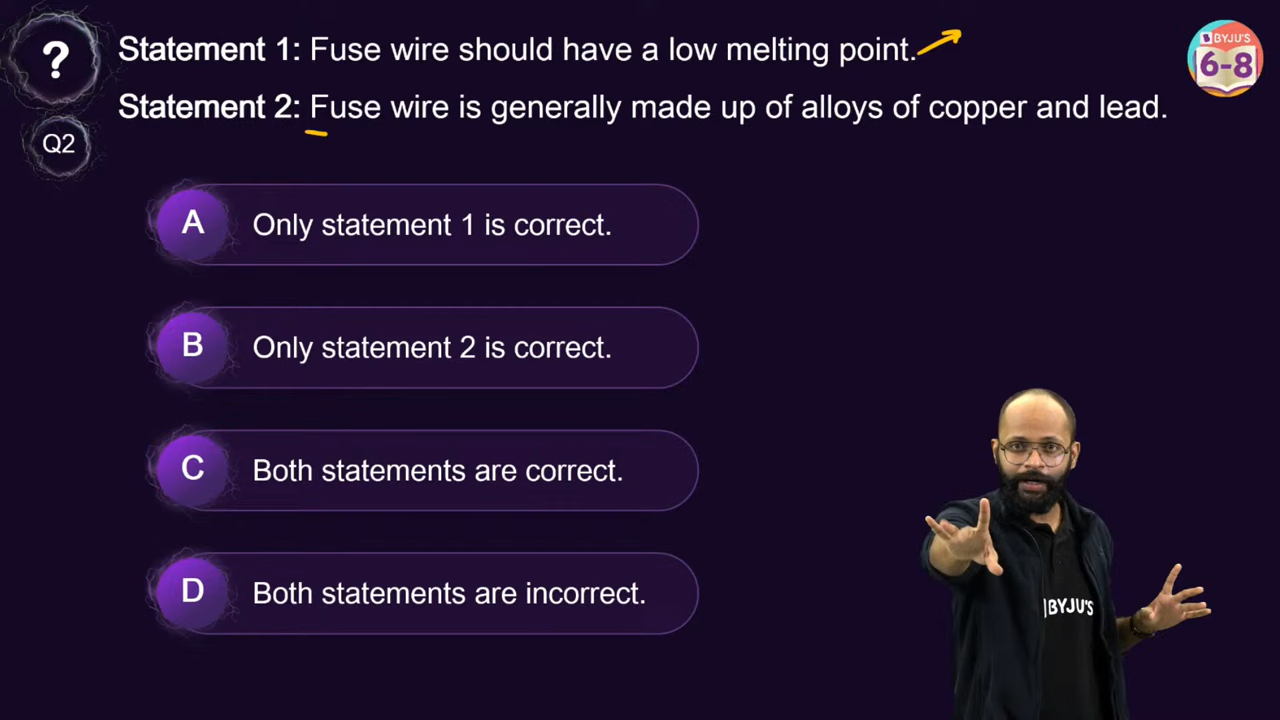 ?
Statement 1: Fuse wire should have a low melting point.
BYJU'S
6-8
Statement 2: Fuse wire is generally made up of alloys of copper and lead.
Q2
A Only statement 1 is correct.
B Only statement 2 is correct.
C Both statements are correct.
D Both statements are incorrect.
BYJU'S